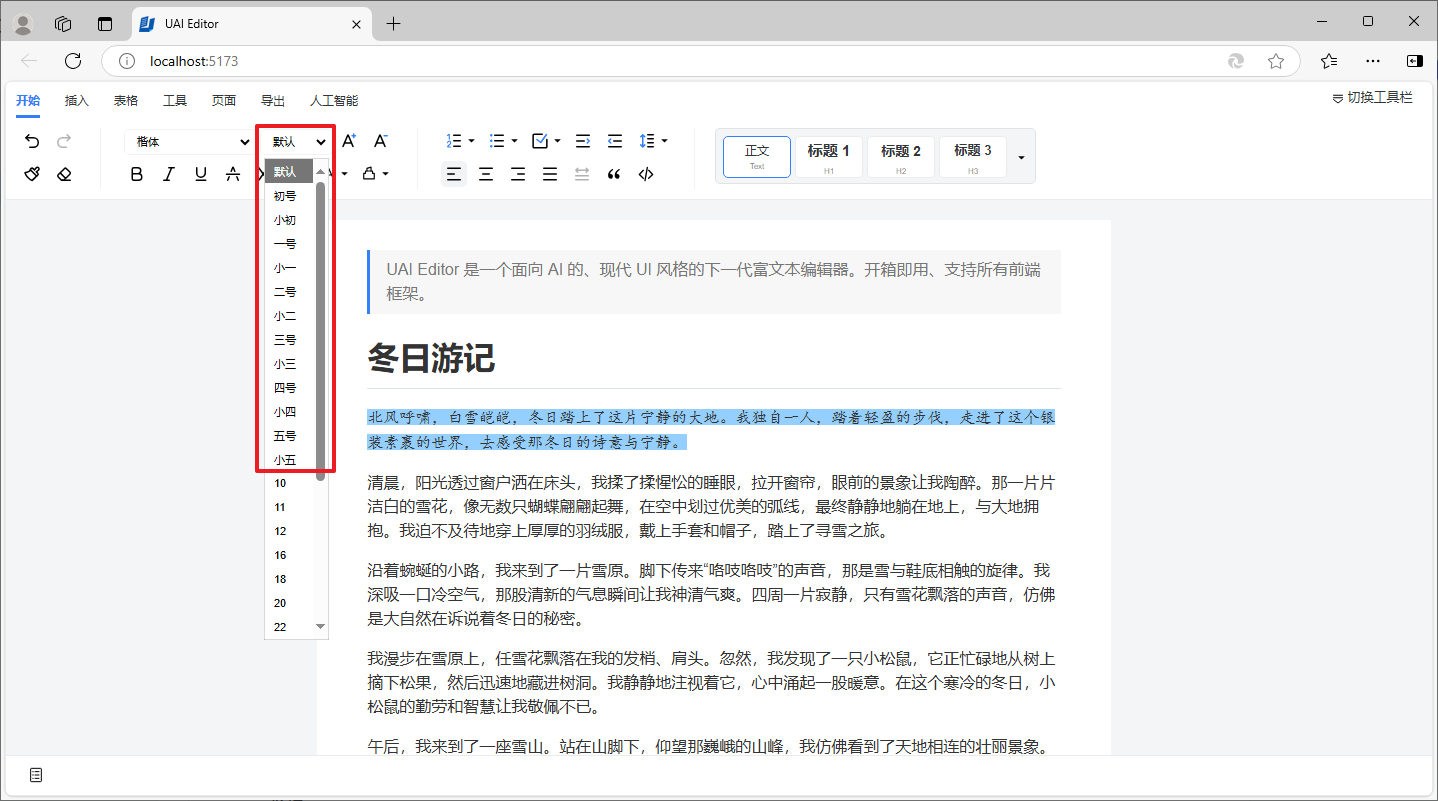 UAI Editor
localhost:5173
开始 插入 表格 工具 页面 导出 人工智能 切换工具栏
楷体 默认 A+ A-
正文 标题 1 标题 2 标题 3
Text H1 H2 H3
B I U A
默认
初号
小初
一号
小一
二号
小二
三号
小三
四号
小四
五号
小五
10
11
12
16
18
20
22
UAI Editor 是一个面向 AI 的、现代 UI 风格的下一代富文本编辑器。开箱即用、支持所有前端
框架。
冬日游记
北风呼啸，白雪皑皑，冬日踏上了这片宁静的大地。我独自一人，踏着轻盈的步伐，走进了这个银
装素裹的世界，去感受那冬日的诗意与宁静。
清晨，阳光透过窗户洒在床头，我揉了揉惺忪的睡眼，拉开窗帘，眼前的景象让我陶醉。那一片片
洁白的雪花，像无数只蝴蝶翩翩起舞，在空中划过优美的弧线，最终静静地躺在地上，与大地拥
抱。我迫不及待地穿上厚厚的羽绒服，戴上手套和帽子，踏上了寻雪之旅。
沿着蜿蜒的小路，我来到了一片雪原。脚下传来“咯吱咯吱”的声音，那是雪与鞋底相触的旋律。我
深吸一口冷空气，那股清新的气息瞬间让我神清气爽。四周一片寂静，只有雪花飘落的声音，仿佛
是大自然在诉说着冬日的秘密。
我漫步在雪原上，任雪花飘落在我的发梢、肩头。忽然，我发现了一只小松鼠，它正忙碌地从树上
摘下松果，然后迅速地藏进树洞。我静静地注视着它，心中涌起一股暖意。在这个寒冷的冬日，小
松鼠的勤劳和智慧让我敬佩不已。
午后，我来到了一座雪山。站在山脚下，仰望那巍峨的山峰，我仿佛看到了天地相连的壮丽景象。